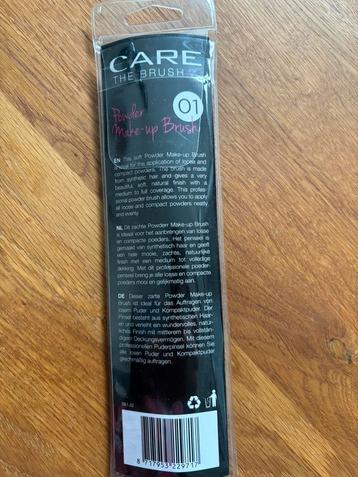 CARE
THE BRUSH
01
Powder
Make-up Brush
EN This soft Powder Make-up Brush
is ideal for the application of loose and
compact powders. The brush is made
from synthetic hair and gives a very
beautiful, soft, natural finish with a
medium to full coverage. This profes-
sional powder brush allows you to apply
all loose and compact powders neatly
and evenly.
NL Dit zachte Powder Make-up Brush
is ideaal voor het aanbrengen van losse
en compacte poeders. Het penseel is
gemaakt van synthetisch haar en geeft
een hele mooie, zachte, natuurlijke
finish met een medium tot volledige
dekking. Met dit professionele poeder-
penseel breng je alle losse en compacte
poeders mooi en gelijkmatig aan.
DE Dieser zarte Powder Make-up
Brush ist ideal für das Auftragen von
losem Puder und Kompaktpuder. Der
Pinsel besteht aus synthetischen Haar-
en und verleiht ein wundervolles, natür-
liches Finish mit mittlerem bis vollstän-
digen Deckungsvermögen. Mit diesem
professionellen Puderpinsel können Sie
alle losen Puder und Kompaktpuder
gleichmäßig auftragen.
8 717953 229717